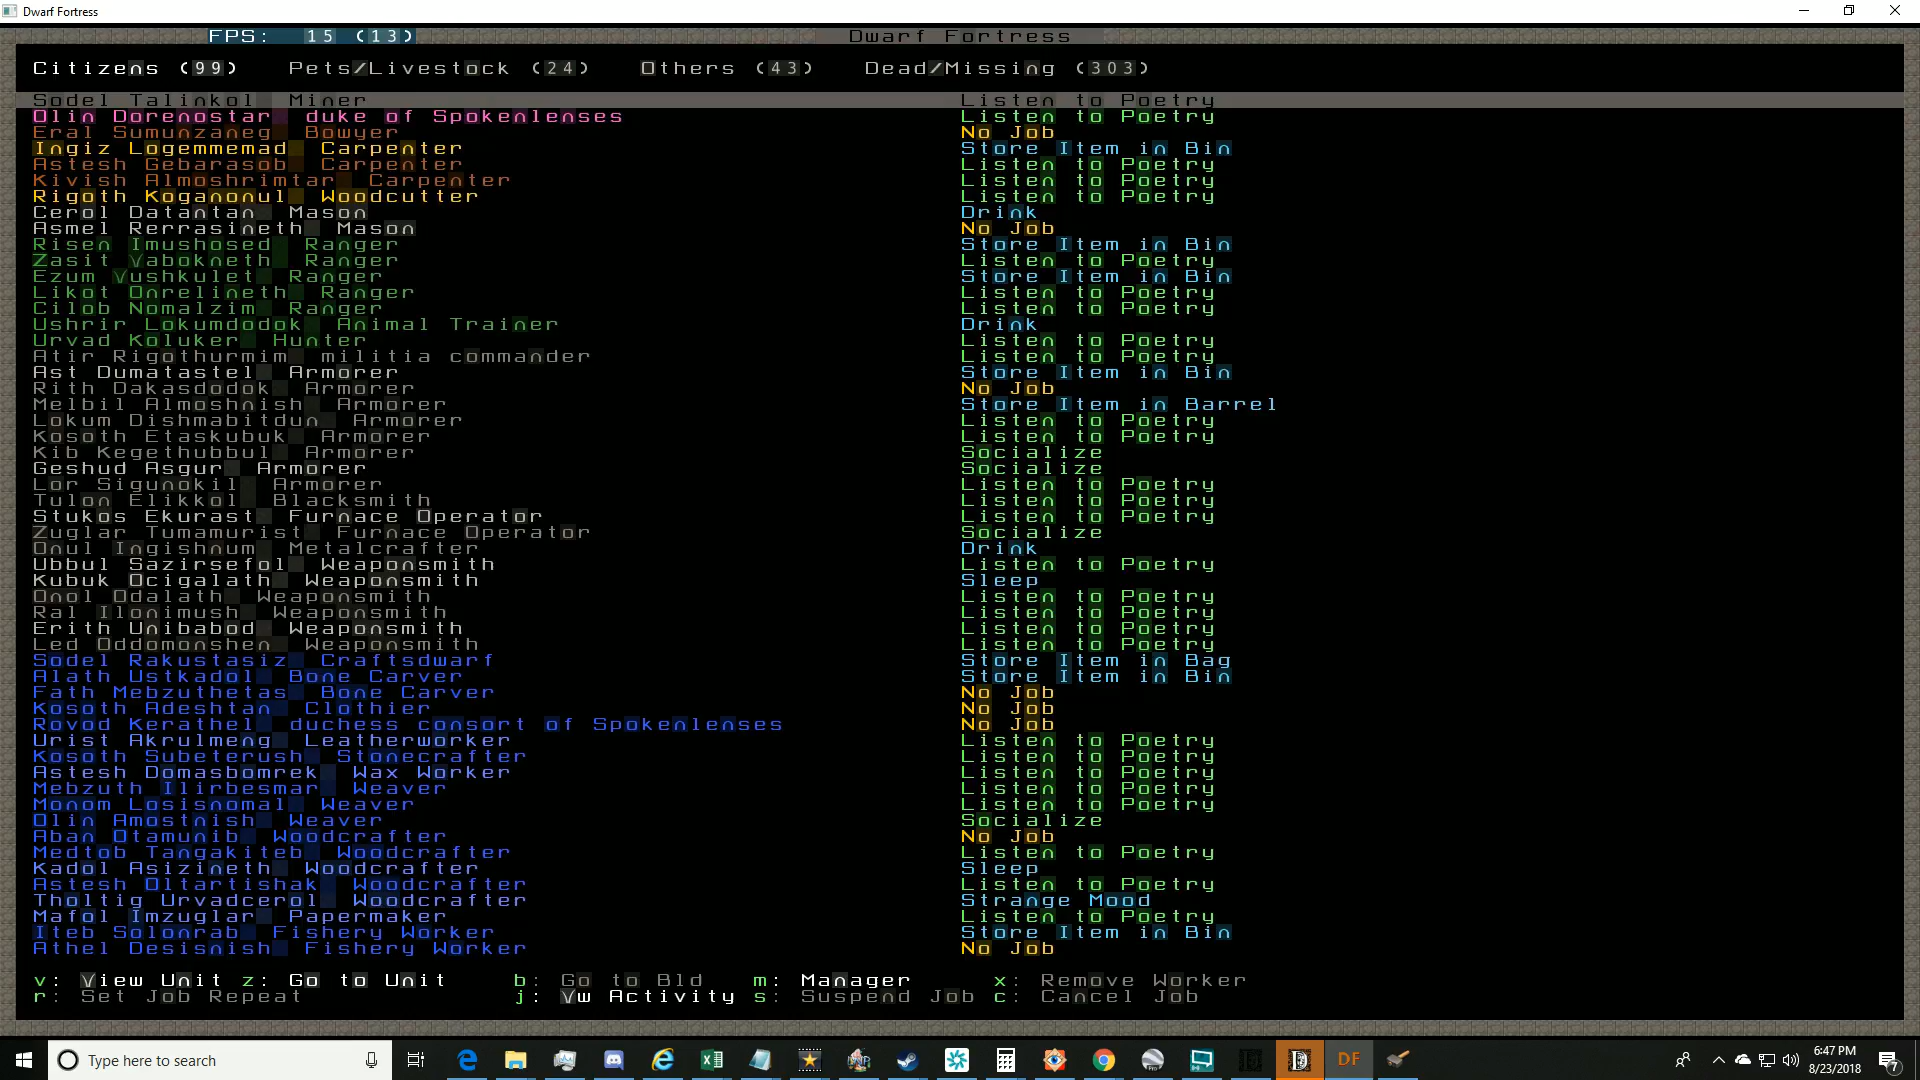 Dwarf Fortress
FPS: 15 (13) Dwarf Fortress
Citizens (99) Pets/Livestock (24) Others (43) Dead/Missing (303)
Sodel Talinkol Miner Listen to Poetry
Olin Dorenostar duke of Spokenlenses Listen to Poetry
Eral Sumunzaneg Bowyer No Job
Ingiz Logemmemad Carpenter Store Item in Bin
Astesh Gebarasob Carpenter Listen to Poetry
Kivish Almoshrimtar Carpenter Listen to Poetry
Rigoth Koganonul Woodcutter Listen to Poetry
Cerol Datantan Mason Drink
Asmel Rerrasineth Mason No Job
Risen Imushosed Ranger Store Item in Bin
Zasit Vabokneth Ranger Listen to Poetry
Ezum Vushkulet Ranger Store Item in Bin
Likot Onrelineth Ranger Listen to Poetry
Cilob Nomalzim Ranger Listen to Poetry
Ushrir Lokumdodok Animal Trainer Drink
Urvad Koluker Hunter Listen to Poetry
Atir Rigothurmim militia commander Listen to Poetry
Ast Dumatastel Armorer Store Item in Bin
Rith Dakasdodok Armorer No Job
Melbil Almoshnish Armorer Store Item in Barrel
Lokum Dishmabitdun Armorer Listen to Poetry
Kosoth Etaskubuk Armorer Listen to Poetry
Kib Kegethubbul Armorer Socialize
Geshud Asgur Armorer Socialize
Lor Sigunokil Armorer Listen to Poetry
Tulon Elikkol Blacksmith Listen to Poetry
Stukos Ekurast Furnace Operator Listen to Poetry
Zuglar Tumamurist Furnace Operator Socialize
Onul Ingishnum Metalcrafter Drink
Ubbul Sazirsefol Weaponsmith Listen to Poetry
Kubuk Ocigalath Weaponsmith Sleep
Onol Odalath Weaponsmith Listen to Poetry
Ral Ilonimush Weaponsmith Listen to Poetry
Erith Unibabod Weaponsmith Listen to Poetry
Led Oddomonshen Weaponsmith Listen to Poetry
Sodel Rakustasiz Craftsdwarf Store Item in Bag
Alath Ustkadol Bone Carver Store Item in Bin
Fath Mebzuthetas Bone Carver No Job
Kosoth Adeshtan Clothier No Job
Rovod Kerathel duchess consort of Spokenlenses No Job
Urist Akrulmeng Leatherworker Listen to Poetry
Kosoth Subeterush Stonecrafter Listen to Poetry
Astesh Domasbomrek Wax Worker Listen to Poetry
Mebzuth Ilirbesmar Weaver Listen to Poetry
Monom Losisnomal Weaver Listen to Poetry
Olin Amostnish Weaver Socialize
Aban Otamunib Woodcrafter No Job
Medtob Tangakiteb Woodcrafter Listen to Poetry
Kadol Asizineth Woodcrafter Sleep
Astesh Oltartishak Woodcrafter Listen to Poetry
Tholtig Urvadcerol Woodcrafter Strange Mood
Mafol Imzuglar Papermaker Listen to Poetry
Iteb Solonrab Fishery Worker Store Item in Bin
Athel Desisnish Fishery Worker No Job
v: View Unit z: Go to Unit b: Go to Bld m: Manager x: Remove Worker
r: Set Job Repeat j: Vw Activity s: Suspend Job c: Cancel Job
Type here to search
DF
6:47 PM
8/23/2018
7